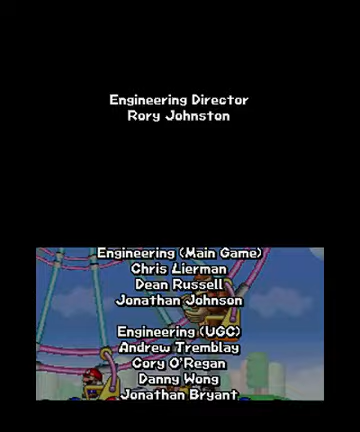 Engineering Director
Rory Johnston
Engineering (Main Game)
Chris Lierman
Dean Russell
Jonathan Johnson
Engineering (UGC)
Andrew Tremblay
Cory O'Regan
Danny Wong
Jonathan Bryant